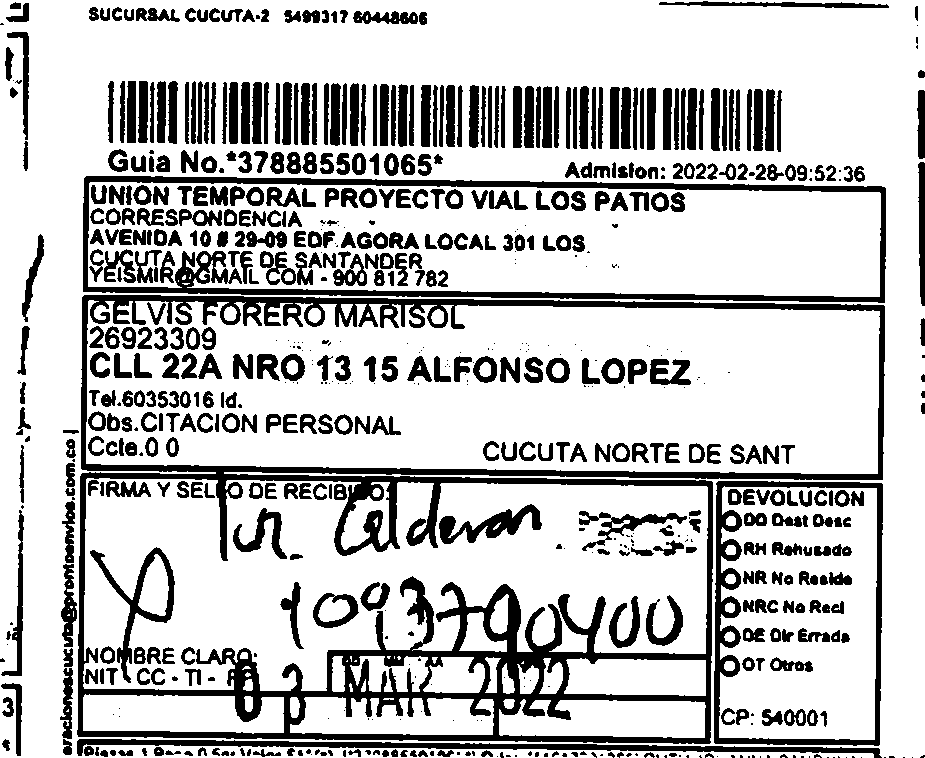 SUCURSAL CUCUTA-2 5499317 60448606
Guia No.*378885501065*
Admision: 2022-02-28-09:52:36
UNION TEMPORAL PROYECTO VIAL LOS PATIOS
CORRESPONDENCIA
AVENIDA 10 # 29-09 EDF.AGORA LOCAL 301 LOS
CUCUTA NORTE DE SANTANDER
YEISMIR@GMAIL COM - 900 812 782
GELVIS FORERO MARISOL
26923309
CLL 22A NRO 13 15 ALFONSO LOPEZ
Tel.60353016 Id.
Obs.CITACION PERSONAL
Ccte.0 0
CUCUTA NORTE DE SANT
FIRMA Y SELLO DE RECIBIDO:
Calderon
1093790400
NOMBRE CLARO:
NIT - CC - TI -
03 MAR 2022
DEVOLUCION
DD Dest Desc
RH Rehusado
NR No Reside
NRC No Recl
DE Dir Errada
OT Otros
CP: 540001
eracionescucuta@prontoenvios.com.co
3